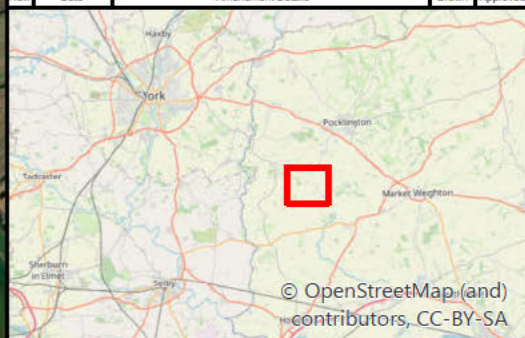 Haxby
York
Pocklington
Tadcaster
Market Weighton
Sherburn
in Elmet
Selby
© OpenStreetMap (and)
contributors, CC-BY-SA